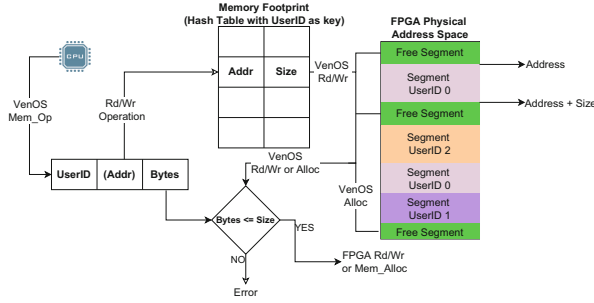 Memory Footprint
(Hash Table with UserID as key)
FPGA Physical
Address Space
CPU
VenOS
Mem_Op
Rd/Wr
Operation
Addr
Size
VenOS
Rd/Wr
Free Segment
Segment
UserID 0
Free Segment
Segment
UserID 2
Segment
UserID 0
Segment
UserID 1
Free Segment
Address
Address + Size
UserID
(Addr)
Bytes
VenOS
Rd/Wr or Alloc
VenOS
Alloc
Bytes <= Size
YES
NO
FPGA Rd/Wr
or Mem_Alloc
Error